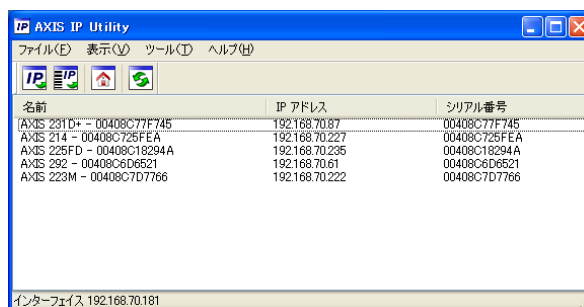 AXIS IP Utility
ファイル(F) 表示(V) ツール(T) ヘルプ(H)
名前 IP アドレス シリアル番号
AXIS 231D+ - 00408C77F745 192.168.70.87 00408C77F745
AXIS 214 - 00408C725FEA 192.168.70.227 00408C725FEA
AXIS 225FD - 00408C18294A 192.168.70.235 00408C18294A
AXIS 292 - 00408C6D6521 192.168.70.61 00408C6D6521
AXIS 223M - 00408C7D7766 192.168.70.222 00408C7D7766
インターフェイス 192.168.70.181